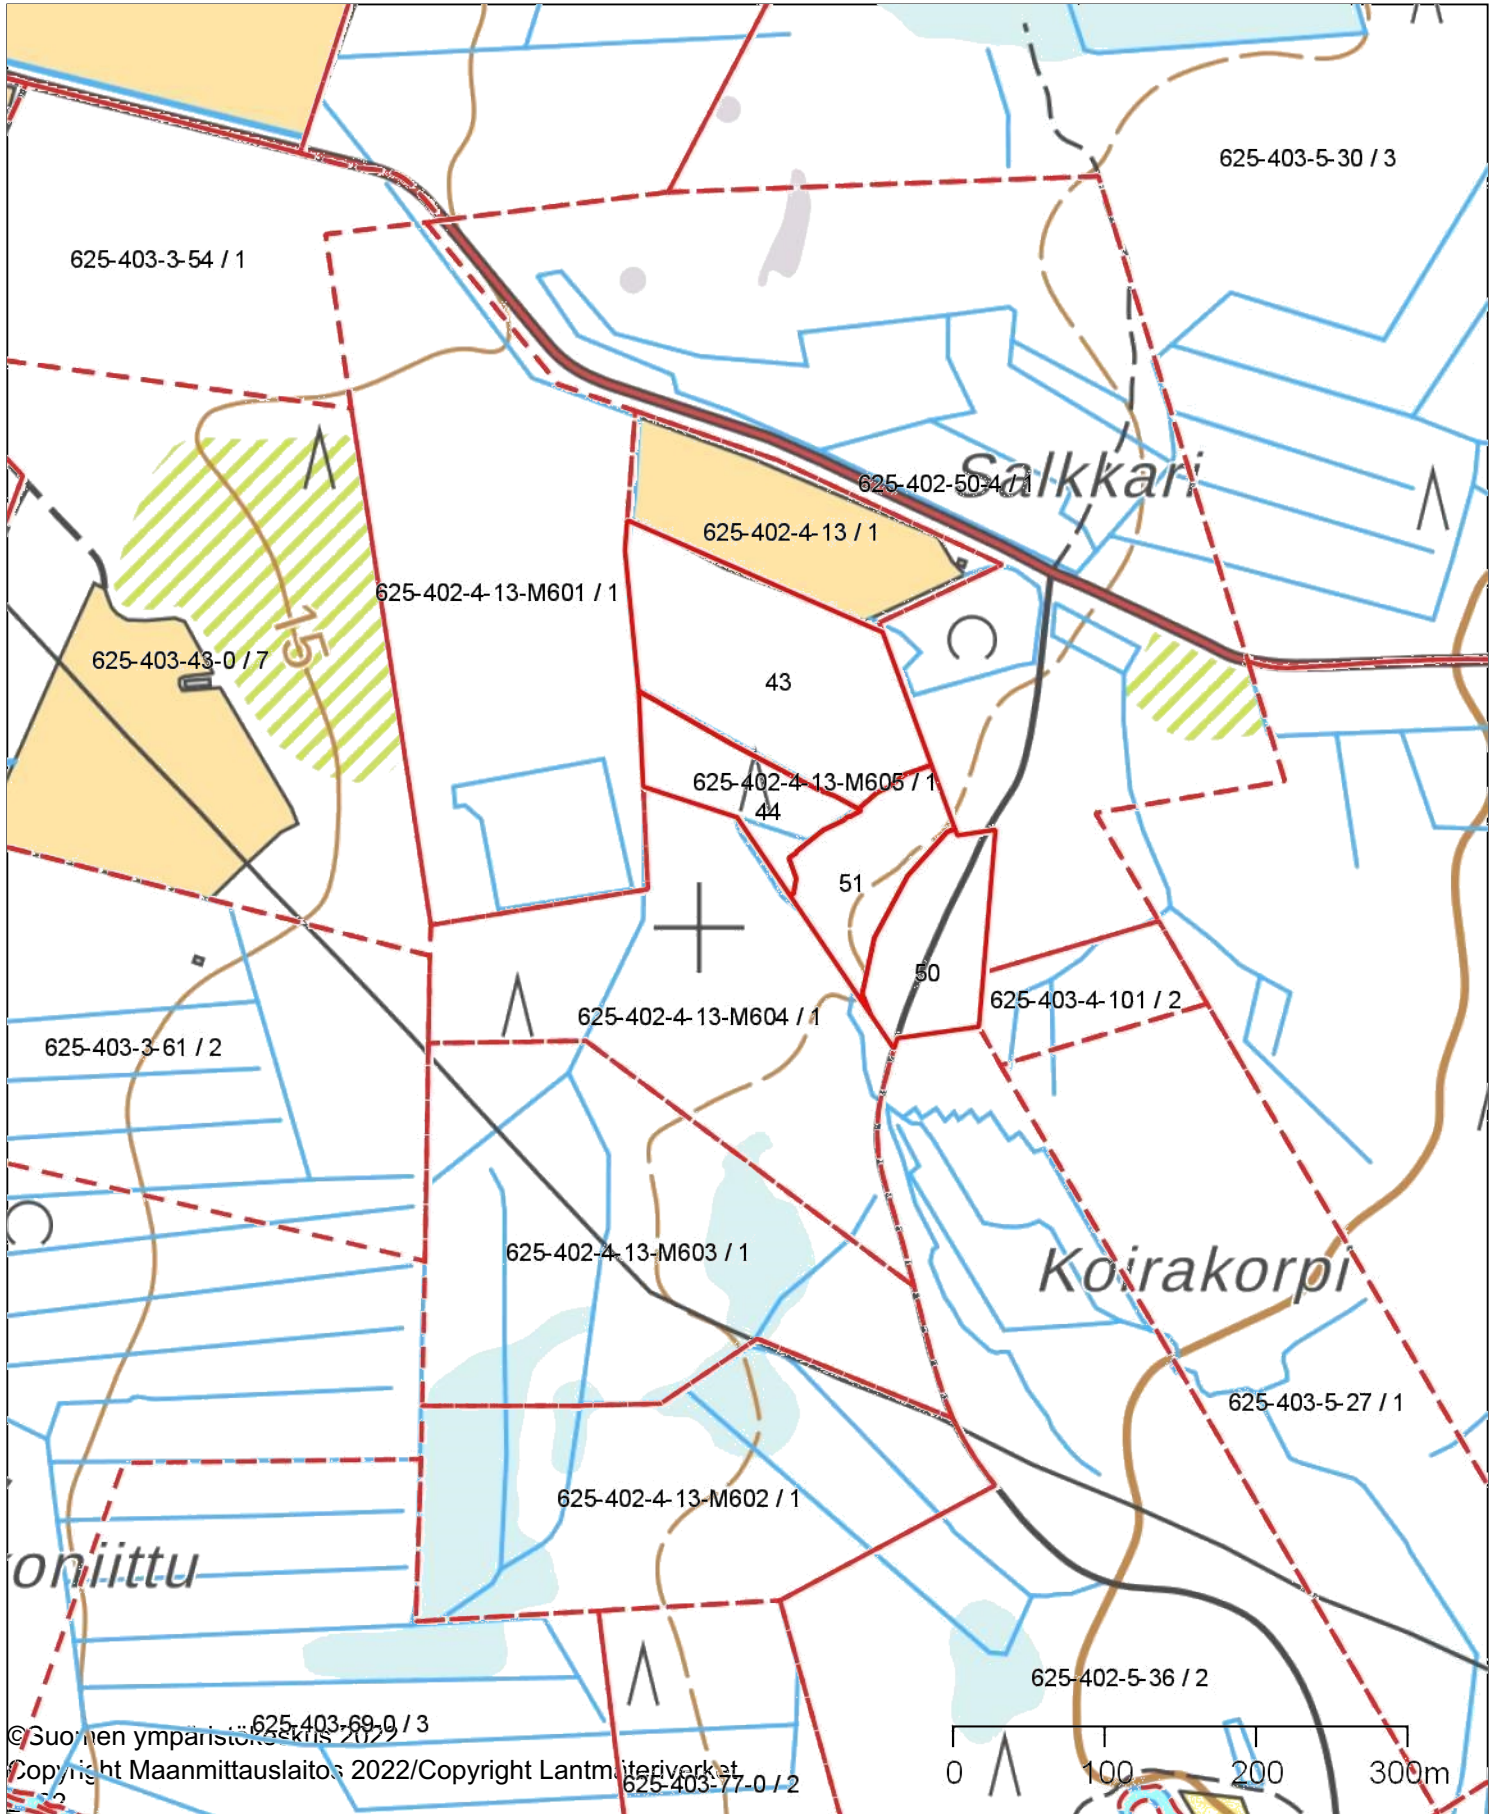 625-403-5-30 / 3
625-403-3-54 / 1
Salkkari
625-402-50-4 / 1
625-402-4-13 / 1
625-402-4-13-M601 / 1
15
625-403-43-0 / 7
43
625-402-4-13-M605 / 1
44
51
50
625-403-4-101 / 2
625-402-4-13-M604 / 1
625-403-3-61 / 2
625-402-4-13-M603 / 1
Koirakorpi
625-403-5-27 / 1
625-402-4-13-M602 / 1
oniittu
625-402-5-36 / 2
625-403-69-0 / 3
©Suomen ympäristökeskus 2022
Copyright Maanmittauslaitos 2022/Copyright Lantmäteriverket
625-403-77-0 / 2
0 100 200 300m